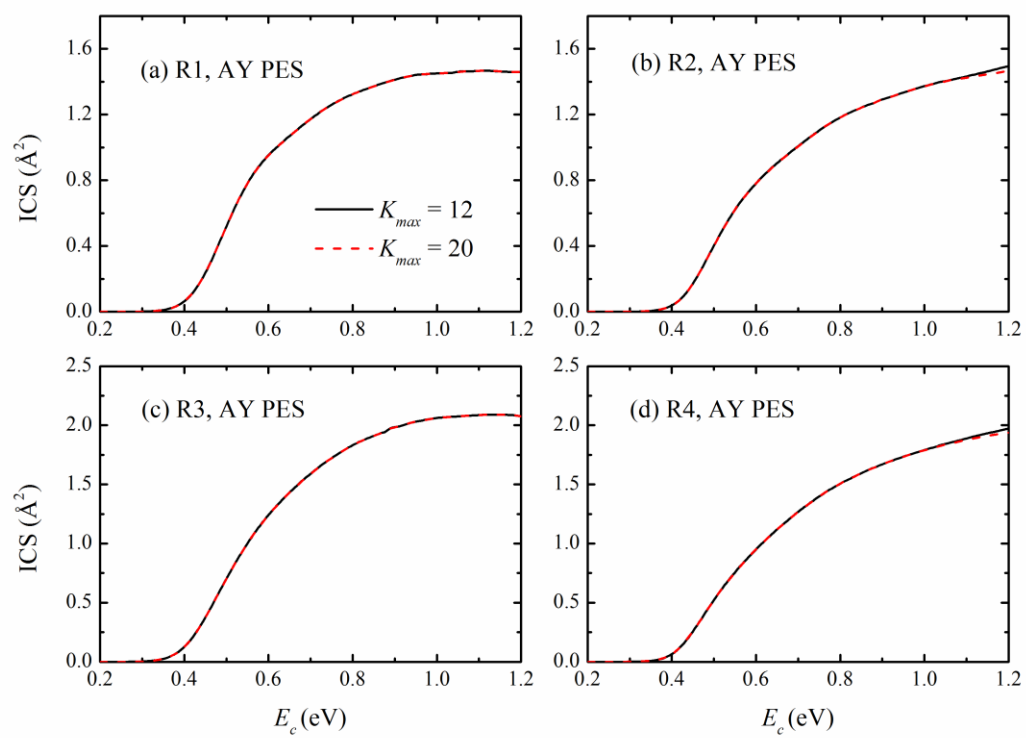 (a) R1, AY PES
ICS (Å²)
1.6
1.2
0.8
0.4
0.0
K_max = 12
K_max = 20
0.2 0.4 0.6 0.8 1.0 1.2
(b) R2, AY PES
1.6
1.2
0.8
0.4
0.0
0.2 0.4 0.6 0.8 1.0 1.2
(c) R3, AY PES
ICS (Å²)
2.5
2.0
1.5
1.0
0.5
0.0
0.2 0.4 0.6 0.8 1.0 1.2
E_c (eV)
(d) R4, AY PES
2.5
2.0
1.5
1.0
0.5
0.0
0.2 0.4 0.6 0.8 1.0 1.2
E_c (eV)